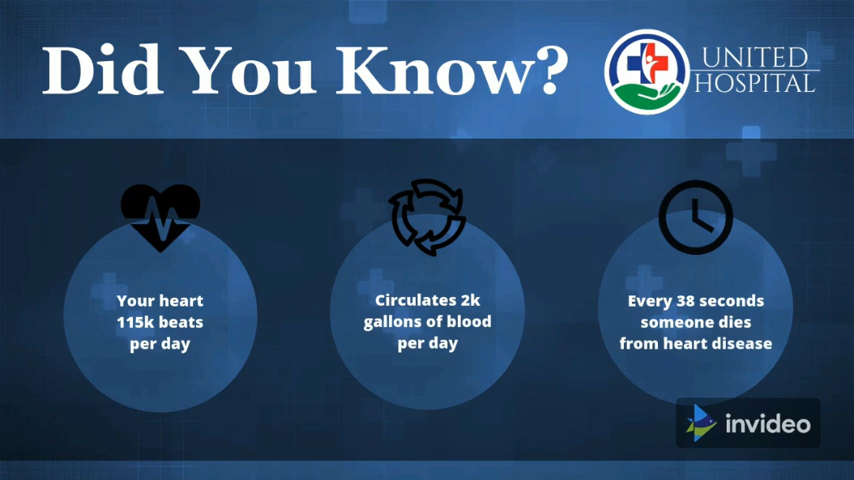 Did You Know?
UNITED
HOSPITAL
Your heart
115k beats
per day
Circulates 2k
gallons of blood
per day
Every 38 seconds
someone dies
from heart disease
invideo